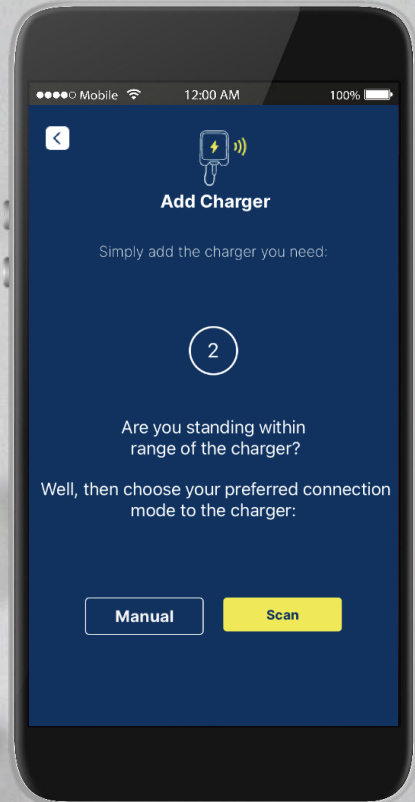 Mobile 12:00 AM 100%
Add Charger
Simply add the charger you need:
2
Are you standing within
range of the charger?
Well, then choose your preferred connection
mode to the charger:
Manual Scan